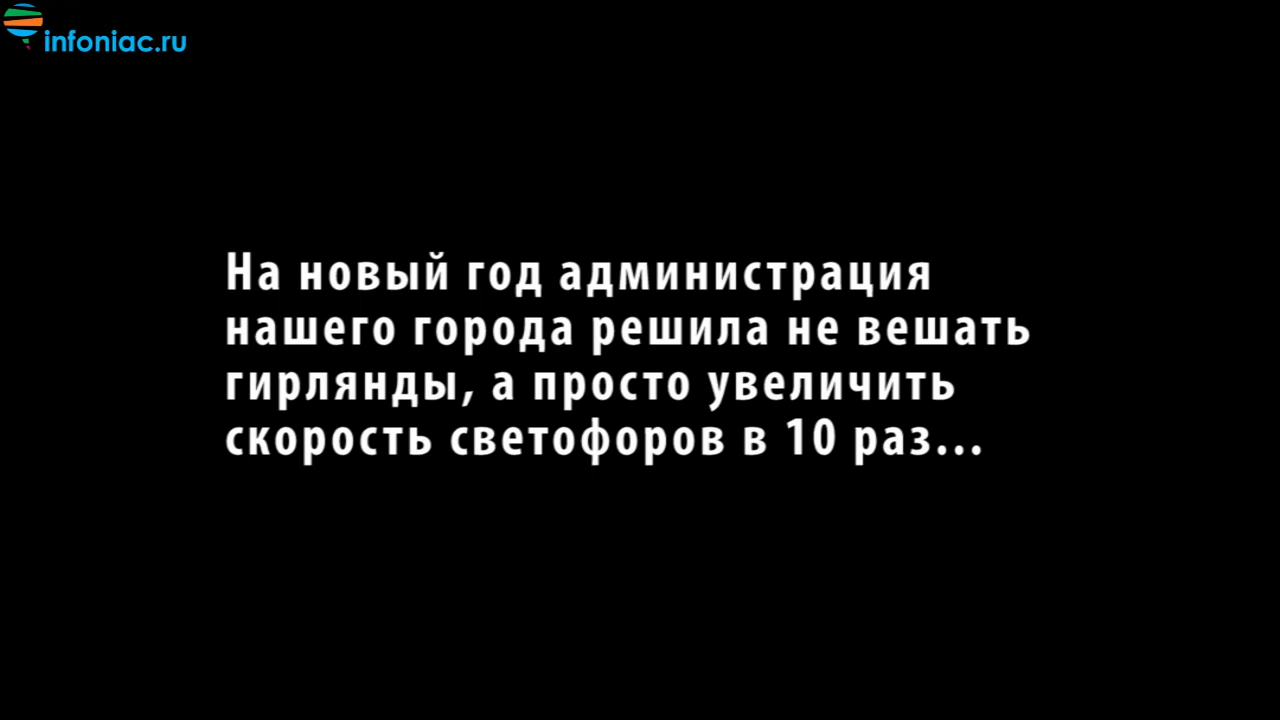 infoniac.ru
На новый год администрация
нашего города решила не вешать
гирлянды, а просто увеличить
скорость светофоров в 10 раз...